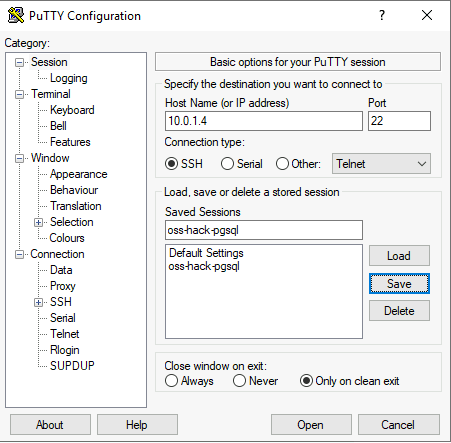 PuTTY Configuration
?
Category:
Session
Logging
Terminal
Keyboard
Bell
Features
Window
Appearance
Behaviour
Translation
Selection
Colours
Connection
Data
Proxy
SSH
Serial
Telnet
Rlogin
SUPDUP
Basic options for your PuTTY session
Specify the destination you want to connect to
Host Name (or IP address) Port
10.0.1.4 22
Connection type:
SSH Serial Other: Telnet
Load, save or delete a stored session
Saved Sessions
oss-hack-pgsql
Default Settings
oss-hack-pgsql
Load
Save
Delete
Close window on exit:
Always Never Only on clean exit
About Help Open Cancel